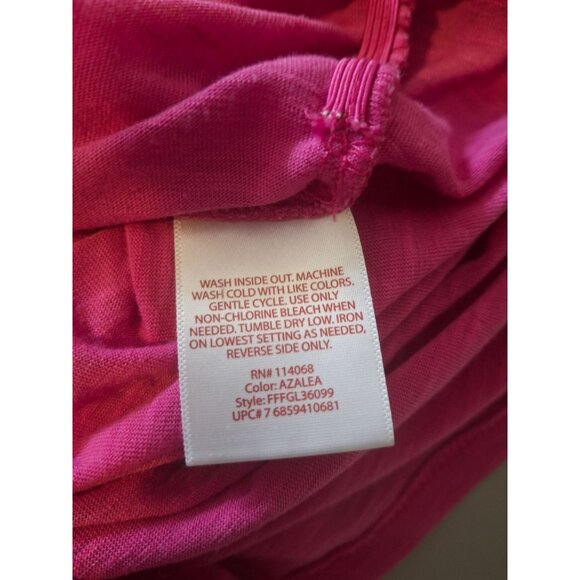 WASH INSIDE OUT. MACHINE
WASH COLD WITH LIKE COLORS.
GENTLE CYCLE. USE ONLY
NON-CHLORINE BLEACH WHEN
NEEDED. TUMBLE DRY LOW. IRON
ON LOWEST SETTING AS NEEDED,
REVERSE SIDE ONLY.
RN# 114068
Color: AZALEA
Style: FFFGL36099
UPC# 7 6859410681